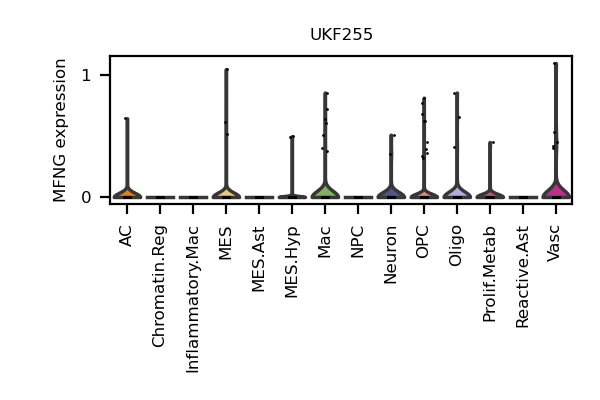 UKF255
MFNG expression
1
0
AC
Chromatin.Reg
Inflammatory.Mac
MES
MES.Ast
MES.Hyp
Mac
NPC
Neuron
OPC
Oligo
Prolif.Metab
Reactive.Ast
Vasc